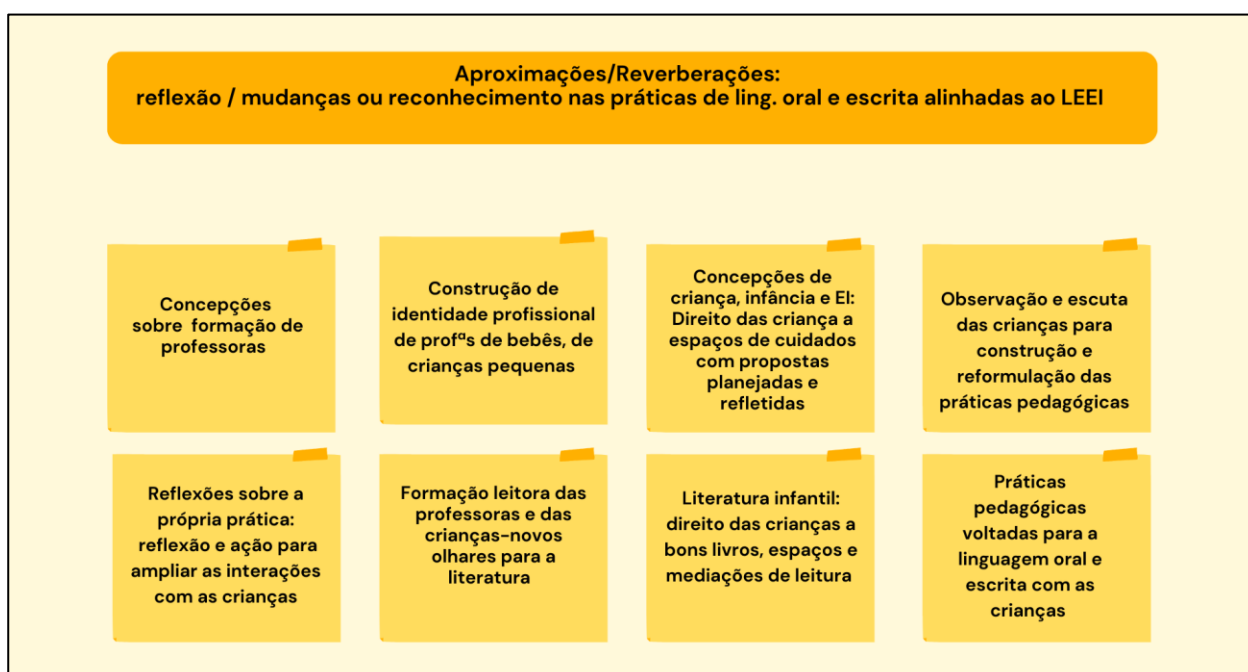 Aproximações/Reverberações:
reflexão / mudanças ou reconhecimento nas práticas de ling. oral e escrita alinhadas ao LEEI
Concepções
sobre formação de
professoras
Construção de
identidade profissional
de profªs de bebês, de
crianças pequenas
Concepções de
criança, infância e EI:
Direito das criança a
espaços de cuidados
com propostas
planejadas e
refletidas
Observação e escuta
das crianças para
construção e
reformulação das
práticas pedagógicas
Reflexões sobre a
própria prática:
reflexão e ação para
ampliar as interações
com as crianças
Formação leitora das
professoras e das
crianças-novos
olhares para a
literatura
Literatura infantil:
direito das crianças a
bons livros, espaços e
mediações de leitura
Práticas
pedagógicas
voltadas para a
linguagem oral e
escrita com as
crianças